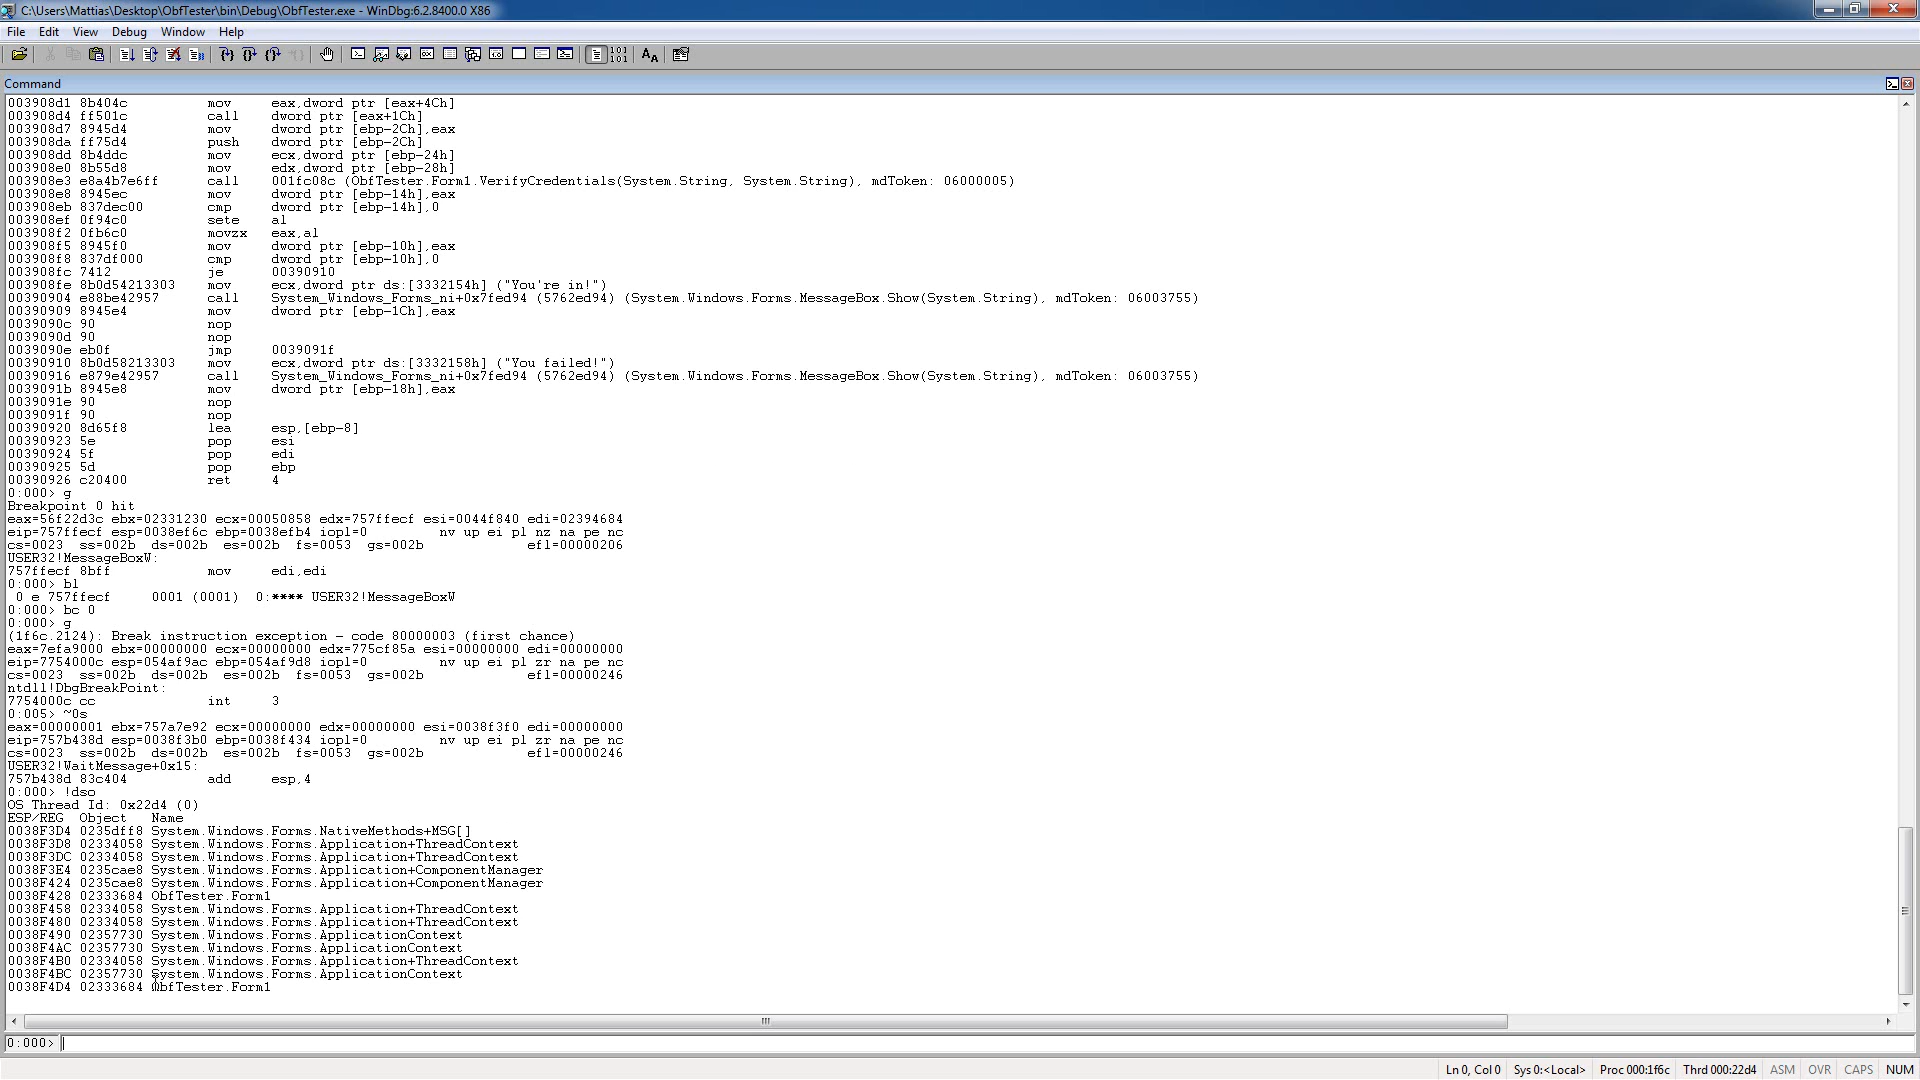 C:\Users\Mattias\Desktop\ObfTester\bin\Debug\ObfTester.exe - WinDbg:6.2.8400.0 X86
File Edit View Debug Window Help
Command
003908d1 8b404c mov eax,dword ptr [eax+4Ch]
003908d4 ff501c call dword ptr [eax+1Ch]
003908d7 8945d4 mov dword ptr [ebp-2Ch],eax
003908da ff75d4 push dword ptr [ebp-2Ch]
003908dd 8b4ddc mov ecx,dword ptr [ebp-24h]
003908e0 8b55d8 mov edx,dword ptr [ebp-28h]
003908e3 e8a4b7e6ff call 001fc08c (ObfTester.Form1.VerifyCredentials(System.String, System.String), mdToken: 06000005)
003908e8 8945ec mov dword ptr [ebp-14h],eax
003908eb 837dec00 cmp dword ptr [ebp-14h],0
003908ef 0f94c0 sete al
003908f2 0fb6c0 movzx eax,al
003908f5 8945f0 mov dword ptr [ebp-10h],eax
003908f8 837df000 cmp dword ptr [ebp-10h],0
003908fc 7412 je 00390910
003908fe 8b0d54213303 mov ecx,dword ptr ds:[3332154h] ("You're in!")
00390904 e88be42957 call System_Windows_Forms_ni+0x7fed94 (5762ed94) (System.Windows.Forms.MessageBox.Show(System.String), mdToken: 06003755)
00390909 8945e4 mov dword ptr [ebp-1Ch],eax
0039090c 90 nop
0039090d 90 nop
0039090e eb0f jmp 0039091f
00390910 8b0d58213303 mov ecx,dword ptr ds:[3332158h] ("You failed!")
00390916 e879e42957 call System_Windows_Forms_ni+0x7fed94 (5762ed94) (System.Windows.Forms.MessageBox.Show(System.String), mdToken: 06003755)
0039091b 8945e8 mov dword ptr [ebp-18h],eax
0039091e 90 nop
0039091f 90 nop
00390920 8d65f8 lea esp,[ebp-8]
00390923 5e pop esi
00390924 5f pop edi
00390925 5d pop ebp
00390926 c20400 ret 4
0:000> g
Breakpoint 0 hit
eax=56f22d3c ebx=02331230 ecx=00050858 edx=757ffecf esi=0044f840 edi=02394684
eip=757ffecf esp=0038ef6c ebp=0038efb4 iopl=0 nv up ei pl nz na pe nc
cs=0023 ss=002b ds=002b es=002b fs=0053 gs=002b efl=00000206
USER32!MessageBoxW:
757ffecf 8bff mov edi,edi
0:000> bl
0 e 757ffecf 0001 (0001) 0:**** USER32!MessageBoxW
0:000> bc 0
0:000> g
(1f6c.2124): Break instruction exception - code 80000003 (first chance)
eax=7efa9000 ebx=00000000 ecx=00000000 edx=775cf85a esi=00000000 edi=00000000
eip=7754000c esp=054af9ac ebp=054af9d8 iopl=0 nv up ei pl zr na pe nc
cs=0023 ss=002b ds=002b es=002b fs=0053 gs=002b efl=00000246
ntdll!DbgBreakPoint:
7754000c cc int 3
0:005> ~0s
eax=00000001 ebx=757a7e92 ecx=00000000 edx=00000000 esi=0038f3f0 edi=00000000
eip=757b438d esp=0038f3b0 ebp=0038f434 iopl=0 nv up ei pl zr na pe nc
cs=0023 ss=002b ds=002b es=002b fs=0053 gs=002b efl=00000246
USER32!WaitMessage+0x15:
757b438d 83c404 add esp,4
0:000> !dso
OS Thread Id: 0x22d4 (0)
ESP/REG Object Name
0038F3D4 0235dff8 System.Windows.Forms.NativeMethods+MSG[]
0038F3D8 02334058 System.Windows.Forms.Application+ThreadContext
0038F3DC 02334058 System.Windows.Forms.Application+ThreadContext
0038F3E4 0235cae8 System.Windows.Forms.Application+ComponentManager
0038F424 0235cae8 System.Windows.Forms.Application+ComponentManager
0038F428 02333684 ObfTester.Form1
0038F458 02334058 System.Windows.Forms.Application+ThreadContext
0038F480 02334058 System.Windows.Forms.Application+ThreadContext
0038F490 02357730 System.Windows.Forms.ApplicationContext
0038F4AC 02357730 System.Windows.Forms.ApplicationContext
0038F4B0 02334058 System.Windows.Forms.Application+ThreadContext
0038F4BC 02357730 System.Windows.Forms.ApplicationContext
0038F4D4 02333684 ObfTester.Form1
0:000>
Ln 0, Col 0 Sys 0:<Local> Proc 000:1f6c Thrd 000:22d4 ASM OVR CAPS NUM